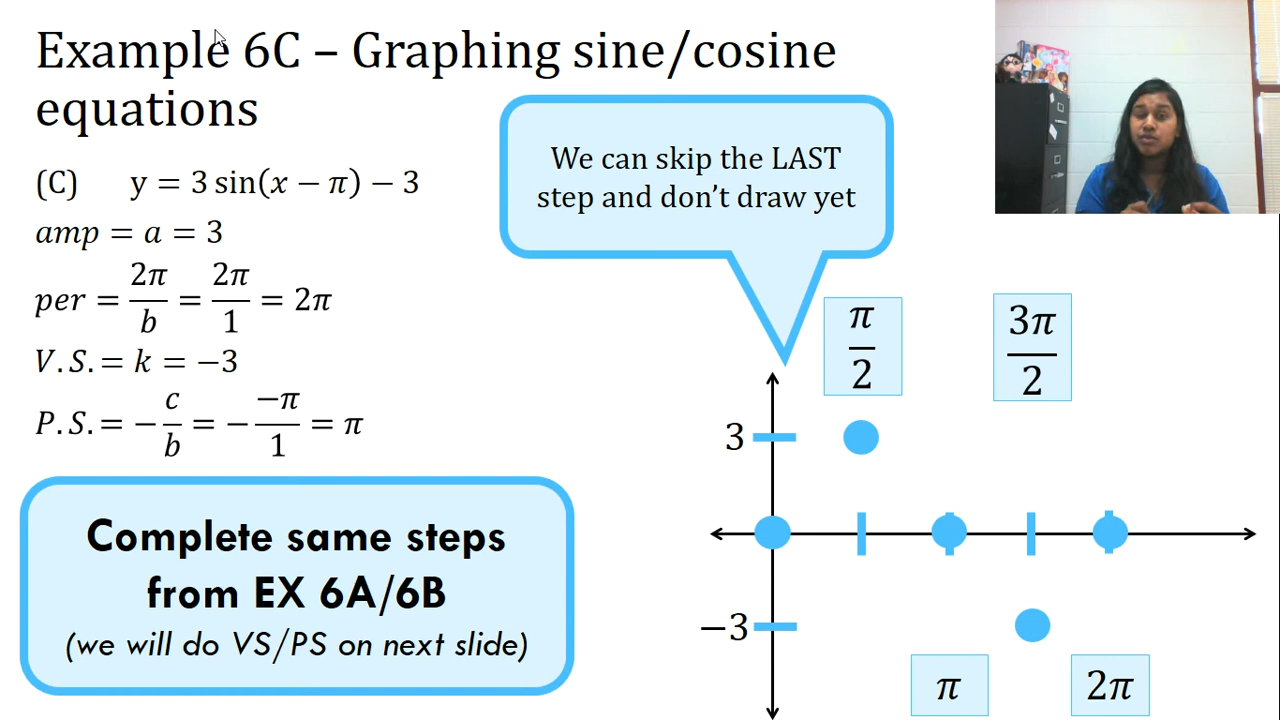 Example 6C – Graphing sine/cosine
equations
We can skip the LAST
step and don’t draw yet
(C) y = 3 sin(x − π) − 3
amp = a = 3
per = 2π/b = 2π/1 = 2π
V.S. = k = −3
P.S. = −c/b = −−π/1 = π
Complete same steps
from EX 6A/6B
(we will do VS/PS on next slide)
π/2
3π/2
3
−3
π
2π